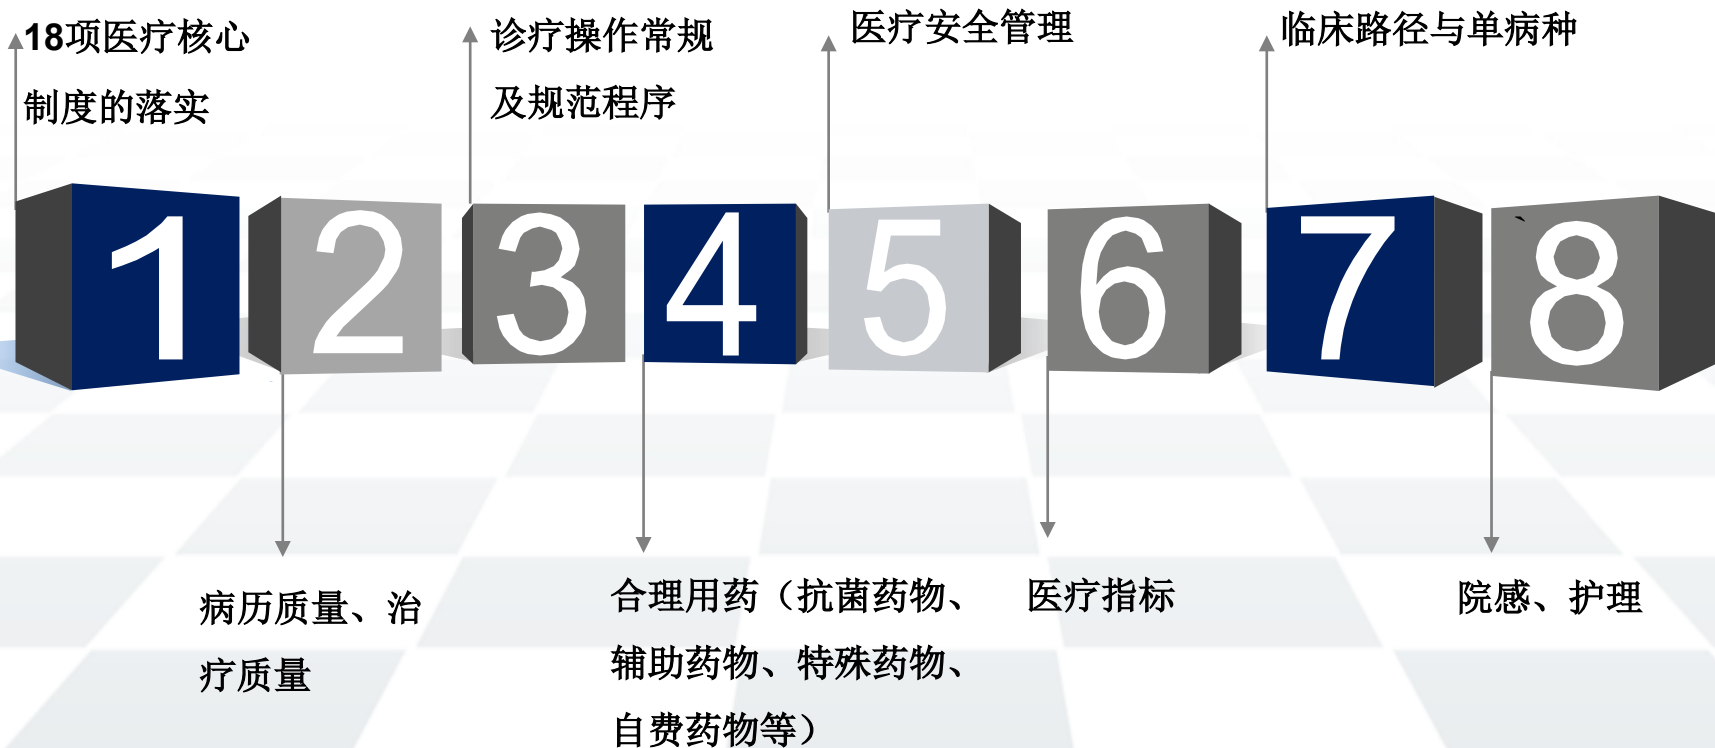 18项医疗核心
制度的落实
诊疗操作常规
及规范程序
医疗安全管理
临床路径与单病种
1
2
3
4
5
6
7
8
病历质量、治
疗质量
合理用药（抗菌药物、
辅助药物、特殊药物、
自费药物等）
医疗指标
院感、护理